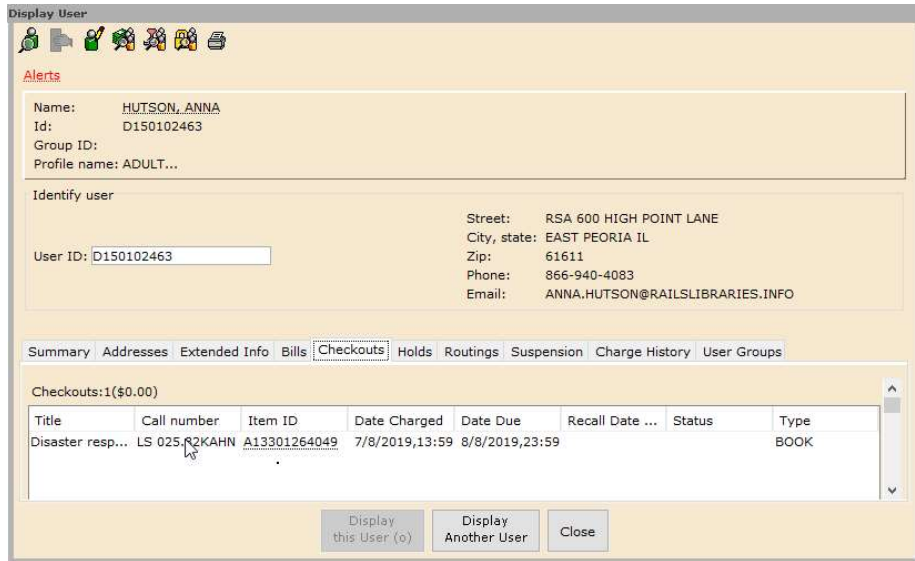 Display User
Alerts
Name: HUTSON, ANNA
Id: D150102463
Group ID:
Profile name: ADULT...
Identify user
User ID: D150102463
Street: RSA 600 HIGH POINT LANE
City, state: EAST PEORIA IL
Zip: 61611
Phone: 866-940-4083
Email: ANNA.HUTSON@RAILSLIBRARIES.INFO
Summary Addresses Extended Info Bills Checkouts Holds Routings Suspension Charge History User Groups
Checkouts:1($0.00)
Title Call number Item ID Date Charged Date Due Recall Date ... Status Type
Disaster resp... LS A13301264049 7/8/2019,13:59 8/8/2019,23:59 BOOK
Display this User (o)
Display Another User
Close